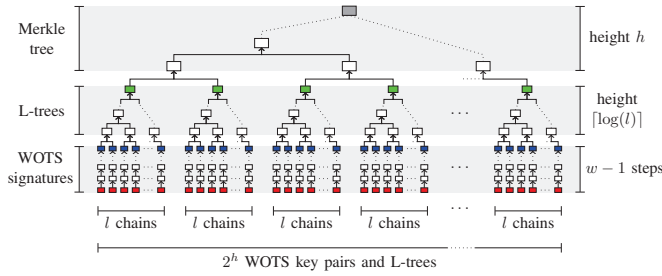 Merkle
tree
height h
L-trees
height
⌈log(l)⌉
...
WOTS
signatures
w − 1 steps
...
l chains
l chains
l chains
l chains
...
l chains
2^h WOTS key pairs and L-trees